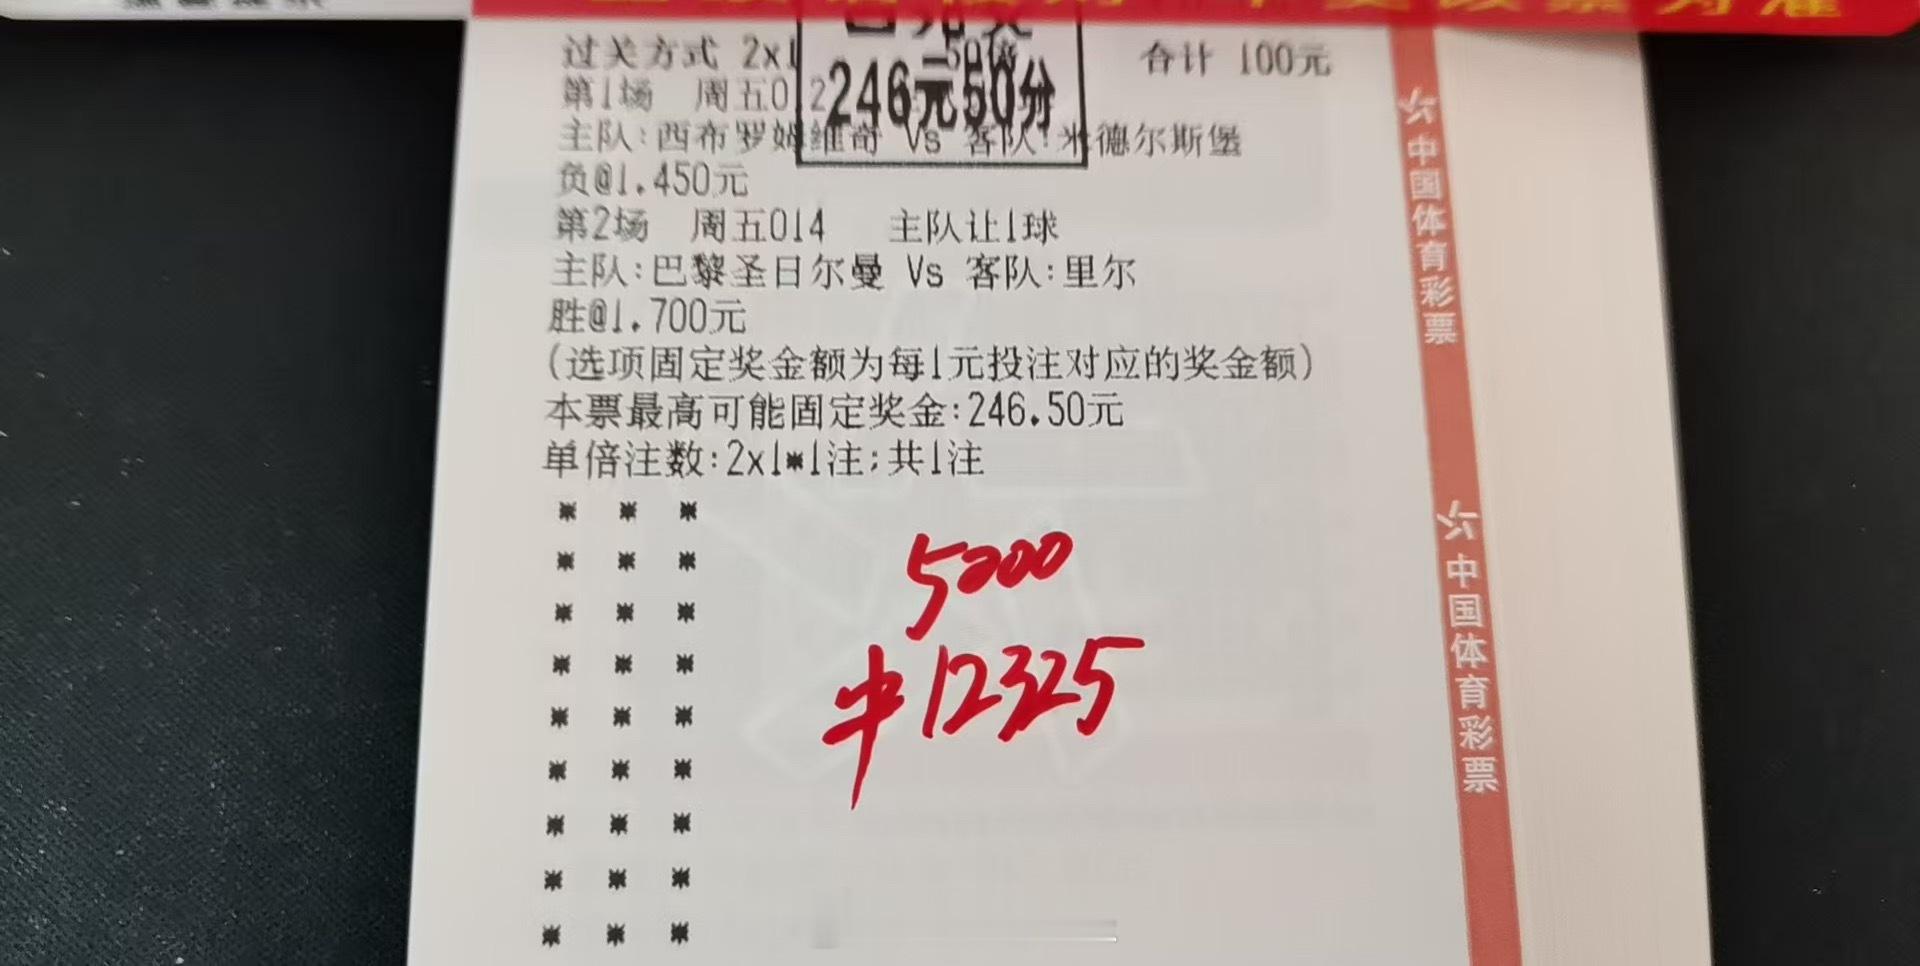 过关方式 2x1 50倍 合计 100元
246元50分
第1场 周五012
主队:西布罗姆维奇 Vs 客队:米德尔斯堡
负@1.450元
第2场 周五014 主队让1球
主队:巴黎圣日尔曼 Vs 客队:里尔
胜@1.700元
(选项固定奖金额为每1元投注对应的奖金额)
本票最高可能固定奖金:246.50元
单倍注数:2x1*1注;共1注
* * *
* * *
* * *
* * *
* * *
* * *
* * *
* * *
* * *
5000
中12325
中国体育彩票
中国体育彩票